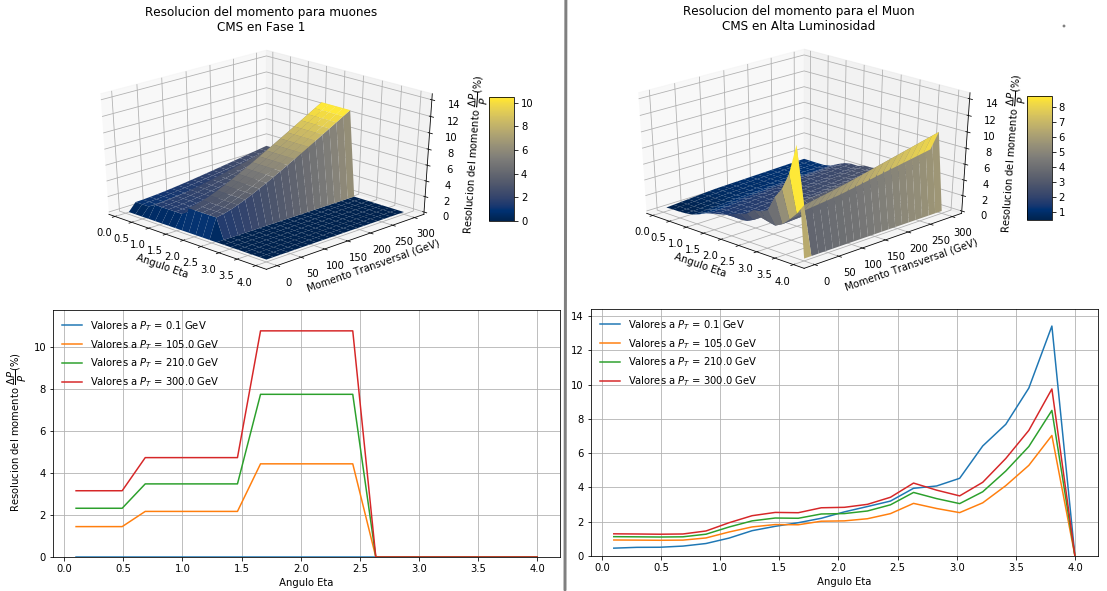 Resolucion del momento para muones
CMS en Fase 1
Resolucion del momento ΔP/P(%)
14
12
10
8
6
4
2
0
10
8
6
4
2
0
0.0 0.5 1.0 1.5 2.0 2.5 3.0 3.5 4.0
Angulo Eta
0 50 100 150 200 250 300
Momento Transversal (GeV)
Resolucion del momento para el Muon
CMS en Alta Luminosidad
Resolucion del momento ΔP/P(%)
14
12
10
8
6
4
2
0
8
7
6
5
4
3
2
1
0.0 0.5 1.0 1.5 2.0 2.5 3.0 3.5 4.0
Angulo Eta
0 50 100 150 200 250 300
Momento Transversal (GeV)
Valores a P_T = 0.1 GeV
Valores a P_T = 105.0 GeV
Valores a P_T = 210.0 GeV
Valores a P_T = 300.0 GeV
Resolucion del momento ΔP/P(%)
10
8
6
4
2
0
0.0 0.5 1.0 1.5 2.0 2.5 3.0 3.5 4.0
Angulo Eta
Valores a P_T = 0.1 GeV
Valores a P_T = 105.0 GeV
Valores a P_T = 210.0 GeV
Valores a P_T = 300.0 GeV
14
12
10
8
6
4
2
0
0.0 0.5 1.0 1.5 2.0 2.5 3.0 3.5 4.0
Angulo Eta